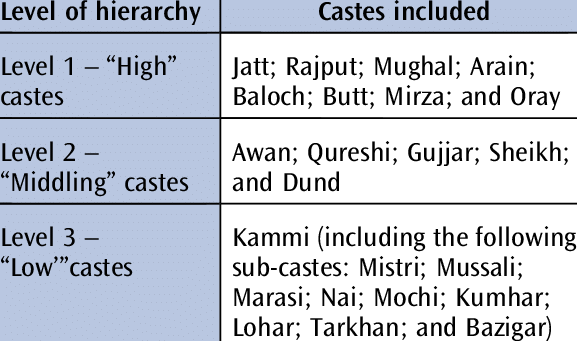 Level of hierarchy
Castes included
Level 1 – “High”
castes
Jatt; Rajput; Mughal; Arain;
Baloch; Butt; Mirza; and Oray
Level 2 –
“Middling” castes
Awan; Qureshi; Gujjar; Sheikh;
and Dund
Level 3 –
“Low’”castes
Kammi (including the following
sub-castes: Mistri; Mussali;
Marasi; Nai; Mochi; Kumhar;
Lohar; Tarkhan; and Bazigar)